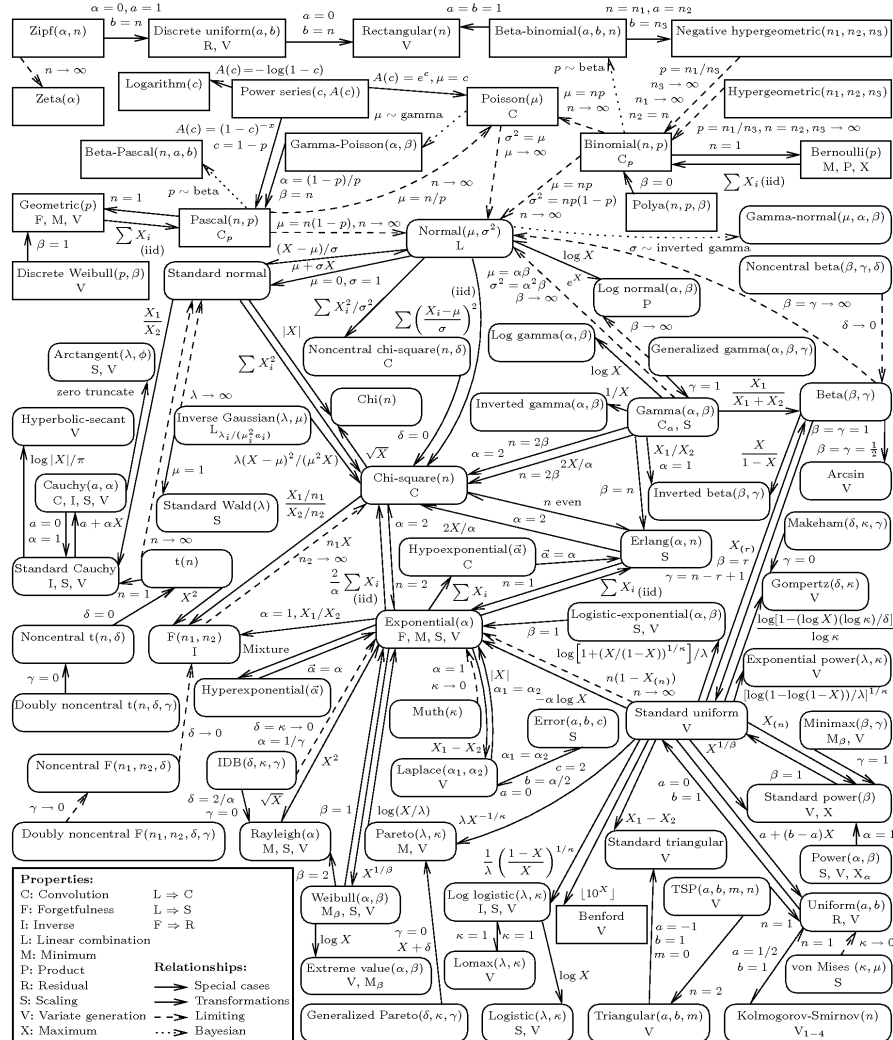 α = 0, a = 1
b = n
a = 0
b = n
a = b = 1
n = n₁, a = n₂
b = n₃
Zipf(α, n)
Discrete uniform(a, b)
R, V
Rectangular(n)
V
Beta-binomial(a, b, n)
Negative hypergeometric(n₁, n₂, n₃)
n → ∞
Zeta(α)
Logarithm(c)
A(c) = −log(1 − c)
Power series(c, A(c))
A(c) = eᶜ, μ = c
Poisson(μ)
C
p ∼ beta
p = n₁/n₃
n₃ → ∞
n₁ → ∞
n₂ = n
Hypergeometric(n₁, n₂, n₃)
μ = np
n → ∞
μ ∼ gamma
A(c) = (1 − c)⁻ˣ
c = 1 − p
Beta-Pascal(n, a, b)
Gamma-Poisson(α, β)
σ² = μ
μ → ∞
Binomial(n, p)
Cₚ
p = n₁/n₃, n = n₂, n₃ → ∞
n = 1
Bernoulli(p)
M, P, X
∑ Xᵢ (iid)
p ∼ beta
α = (1 − p)/p
β = n
n → ∞
μ = n/p
μ = np
σ² = np(1 − p)
n → ∞
β = 0
Polya(n, p, β)
Geometric(p)
F, M, V
n = 1
∑ Xᵢ
(iid)
Pascal(n, p)
Cₚ
μ = n(1 − p), n → ∞
Normal(μ, σ²)
L
Gamma-normal(μ, α, β)
σ ∼ inverted gamma
β = 1
Discrete Weibull(p, β)
V
Standard normal
(X − μ)/σ
μ + σX
μ = 0, σ = 1
(iid)
μ = αβ
σ² = α²β
β → ∞
log X
eˣ
Log normal(α, β)
P
Noncentral beta(β, γ, δ)
β = γ → ∞
δ → 0
X₁
X₂
∑ Xᵢ²/σ²
∑ ((Xᵢ−μ)/σ)²
|X|
∑ Xᵢ²
Noncentral chi-square(n, δ)
C
Log gamma(α, β)
β → ∞
Generalized gamma(α, β, γ)
log X
γ = 1
Arctangent(λ, φ)
S, V
zero truncate
λ → ∞
Chi(n)
Inverted gamma(α, β)
1/X
Gamma(α, β)
Cα, S
X₁
X₁ + X₂
Beta(β, γ)
Hyperbolic-secant
V
Inverse Gaussian(λ, μ)
L λᵢ/(μᵢ²aᵢ)
δ = 0
n = 2β
α = 2
2X/α
n = 2β
X₁/X₂
α = 1
X
1 − X
β = γ = 1
β = γ = ½
log |X|/π
μ = 1
λ(X − μ)²/(μ²X)
√X
Chi-square(n)
C
Cauchy(a, α)
C, I, S, V
Standard Wald(λ)
S
X₁/n₁
X₂/n₂
n even
β = n
Inverted beta(β, γ)
Arcsin
V
a = 0
α = 1
a + αX
n → ∞
α = 2
2X/α
α = 2
Makeham(δ, κ, γ)
γ = 0
X₍ᵣ₎
β = r
γ = n − r + 1
Erlang(α, n)
S
Hypoexponential(α⃗)
C
α⃗ = α
n₁X
n₂ → ∞
Standard Cauchy
I, S, V
n = 1
t(n)
X²
2/α ∑ Xᵢ
(iid)
n = 2
n = 1
∑ Xᵢ
∑ Xᵢ (iid)
Gompertz(δ, κ)
V
δ = 0
α = 1, X₁/X₂
Logistic-exponential(α, β)
S, V
β = 1
log[1−(log X)(log κ)/δ]
log κ
Noncentral t(n, δ)
F(n₁, n₂)
I
Mixture
Exponential(α)
F, M, S, V
log[1+(X/(1−X))^(1/κ)]/λ
Exponential power(λ, κ)
V
γ = 0
α⃗ = α
Hyperexponential(α⃗)
α = 1
κ → 0
|X|
α₁ = α₂
n(1 − X₍ₙ₎)
n → ∞
[log(1−log(1−X))/λ]^(1/κ)
Doubly noncentral t(n, δ, γ)
δ → 0
δ = κ → 0
α = 1/γ
Muth(κ)
−α log X
Error(a, b, c)
S
Standard uniform
V
X₍ₙ₎
Minimax(β, γ)
Mβ, V
X^(1/β)
Noncentral F(n₁, n₂, δ)
IDB(δ, κ, γ)
X²
X₁ − X₂
α₁ = α₂
c = 2
b = α/2
a = 0
Laplace(α₁, α₂)
V
γ = 1
β = 1
a = 0
b = 1
γ → 0
δ = 2/α
γ = 0
√X
β = 1
log(X/λ)
λX^(−1/κ)
Standard power(β)
V, X
Doubly noncentral F(n₁, n₂, δ, γ)
Rayleigh(α)
M, S, V
Pareto(λ, κ)
M, V
X₁ − X₂
a + (b − a)X
α = 1
Standard triangular
V
1/λ ((1 − X)/X)^(1/κ)
X^(1/β)
β = 2
Power(α, β)
S, V, Xα
Properties:
C: Convolution
F: Forgetfulness
I: Inverse
L: Linear combination
M: Minimum
P: Product
R: Residual
S: Scaling
V: Variate generation
X: Maximum
L ⇒ C
L ⇒ S
F ⇒ R
Relationships:
Special cases
Transformations
Limiting
Bayesian
Weibull(α, β)
Mβ, S, V
Log logistic(λ, κ)
I, S, V
⌊10ˣ⌋
Benford
V
TSP(a, b, m, n)
V
Uniform(a, b)
R, V
n = 1
log X
γ = 0
X + δ
κ = 1
κ = 1
a = −1
b = 1
m = 0
a = 1/2
b = 1
n = 1
κ → 0
Extreme value(α, β)
V, Mβ
Lomax(λ, κ)
V
log X
von Mises (κ, μ)
S
n = 2
Generalized Pareto(δ, κ, γ)
Logistic(λ, κ)
S, V
Triangular(a, b, m)
V
Kolmogorov-Smirnov(n)
V₁₋₄